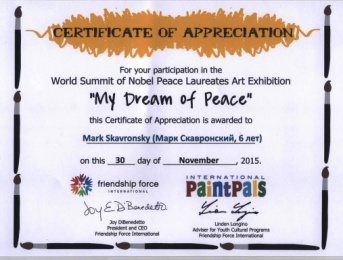 CERTIFICATE OF APPRECIATION
For your participation in the
World Summit of Nobel Peace Laureates Art Exhibition
"My Dream of Peace"
this Certificate of Appreciation is awarded to
Mark Skavronsky (Марк Скавронский, 6 лет)
on this 30 day of November, 2015.
friendship force
INTERNATIONAL
INTERNATIONAL
PaintPals
Joy E DiBenedetto
Linden Longino
Joy DiBenedetto
President and CEO
Friendship Force International
Linden Longino
Adviser for Youth Cultural Programs
Friendship Force International